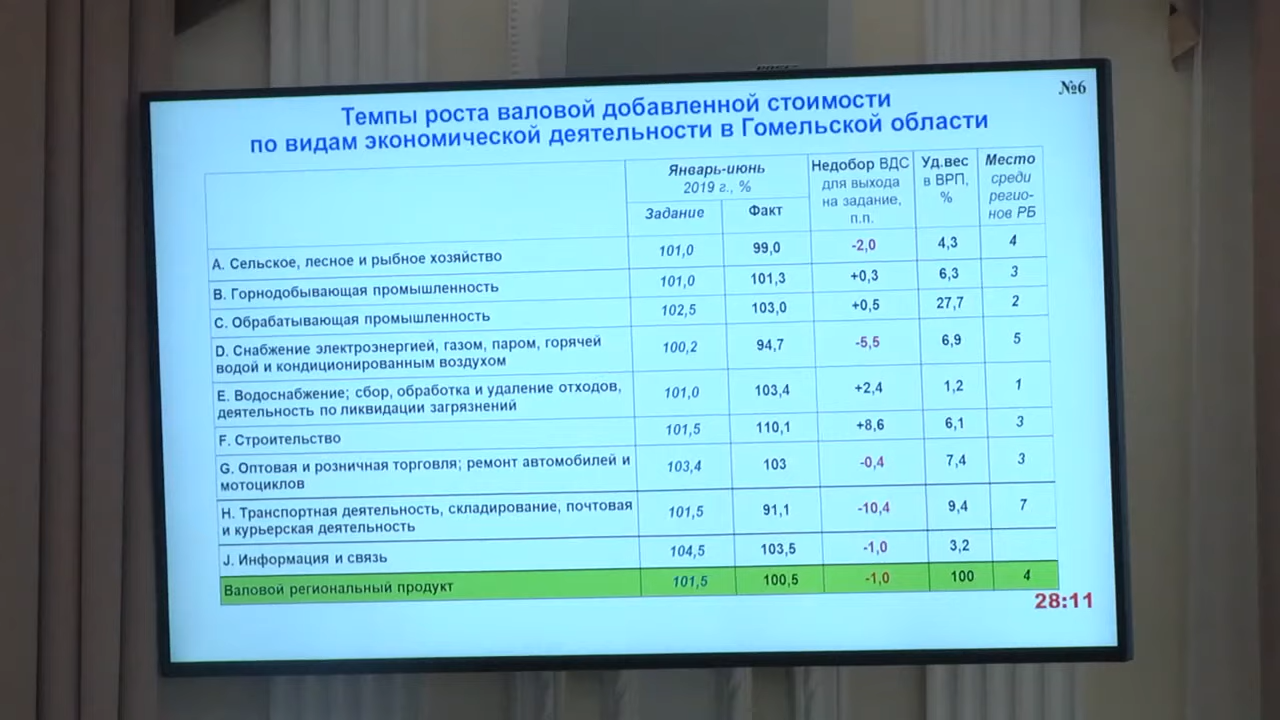 №6
Темпы роста валовой добавленной стоимости
по видам экономической деятельности в Гомельской области
Январь-июнь
2019 г., %
Недобор ВДС
для выхода
на задание,
п.п.
Уд.вес
в ВРП,
%
Место
среди
регио-
нов РБ
Задание Факт
A. Сельское, лесное и рыбное хозяйство 101,0 99,0 -2,0 4,3 4
B. Горнодобывающая промышленность 101,0 101,3 +0,3 6,3 3
C. Обрабатывающая промышленность 102,5 103,0 +0,5 27,7 2
D. Снабжение электроэнергией, газом, паром, горячей
водой и кондиционированным воздухом 100,2 94,7 -5,5 6,9 5
E. Водоснабжение; сбор, обработка и удаление отходов,
деятельность по ликвидации загрязнений 101,0 103,4 +2,4 1,2 1
F. Строительство 101,5 110,1 +8,6 6,1 3
G. Оптовая и розничная торговля; ремонт автомобилей и
мотоциклов 103,4 103 -0,4 7,4 3
H. Транспортная деятельность, складирование, почтовая
и курьерская деятельность 101,5 91,1 -10,4 9,4 7
J. Информация и связь 104,5 103,5 -1,0 3,2
Валовой региональный продукт 101,5 100,5 -1,0 100 4
28:11